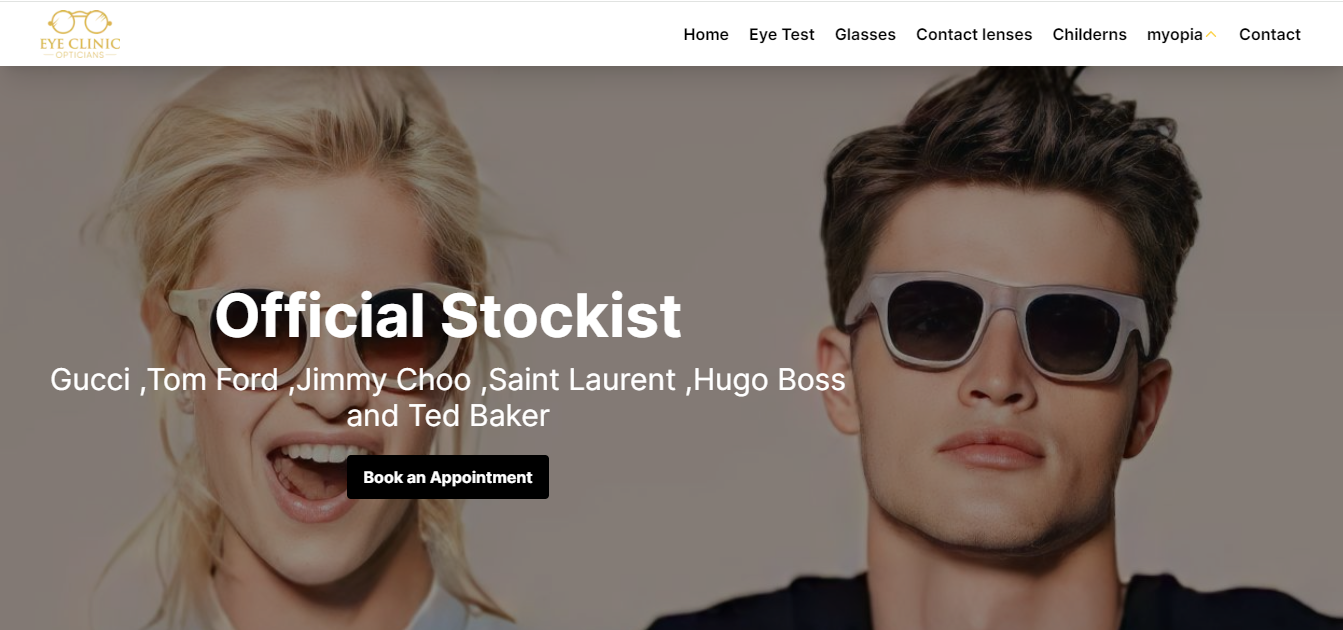 EYE CLINIC
OPTICIANS
Home Eye Test Glasses Contact lenses Childerns myopia Contact
Official Stockist
Gucci ,Tom Ford ,Jimmy Choo ,Saint Laurent ,Hugo Boss
and Ted Baker
Book an Appointment